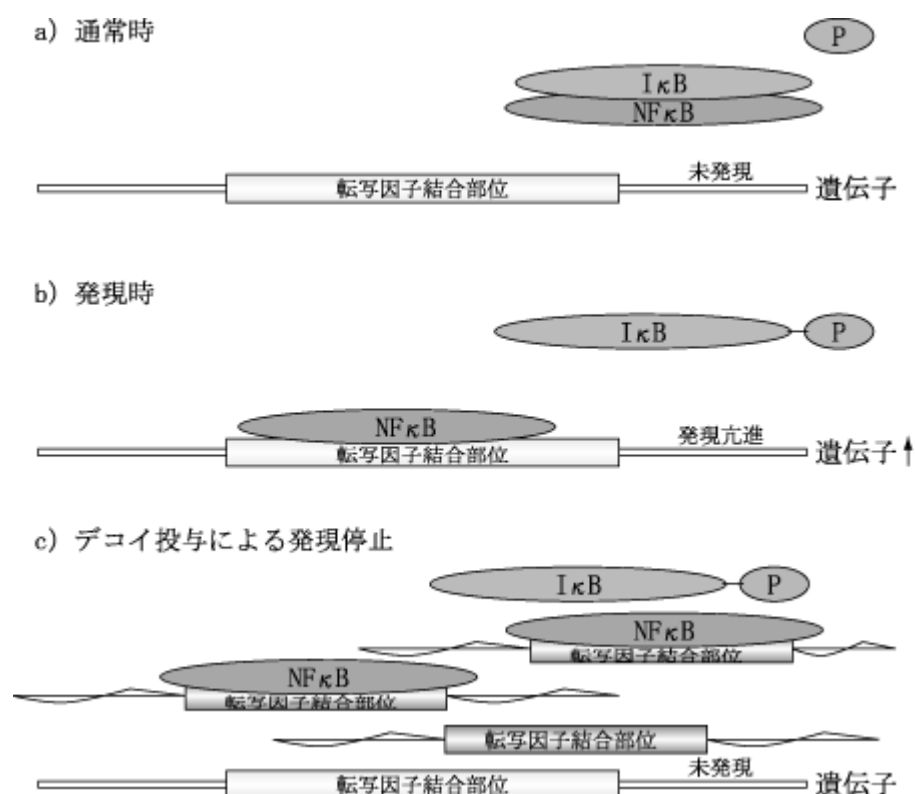 a) 通常時
P
IκB
NFκB
未発現
転写因子結合部位
遺伝子
b) 発現時
IκB
P
NFκB
発現亢進
転写因子結合部位
遺伝子↑
c) デコイ投与による発現停止
IκB
P
NFκB
転写因子結合部位
NFκB
転写因子結合部位
転写因子結合部位
未発現
転写因子結合部位
遺伝子